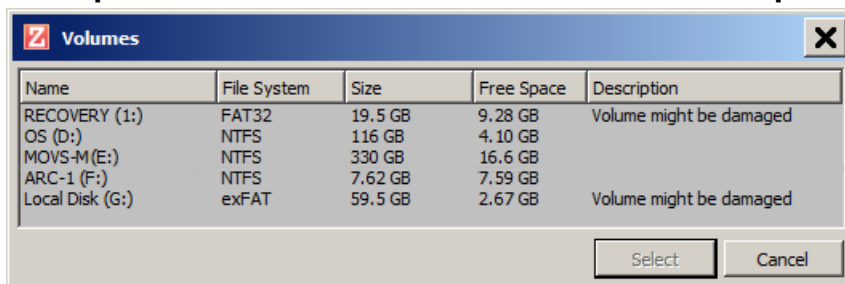 Z Volumes X
Name File System Size Free Space Description
RECOVERY (1:) FAT32 19.5 GB 9.28 GB Volume might be damaged
OS (D:) NTFS 116 GB 4.10 GB
MOVS-M(E:) NTFS 330 GB 16.6 GB
ARC-1 (F:) NTFS 7.62 GB 7.59 GB
Local Disk (G:) exFAT 59.5 GB 2.67 GB Volume might be damaged
Select Cancel